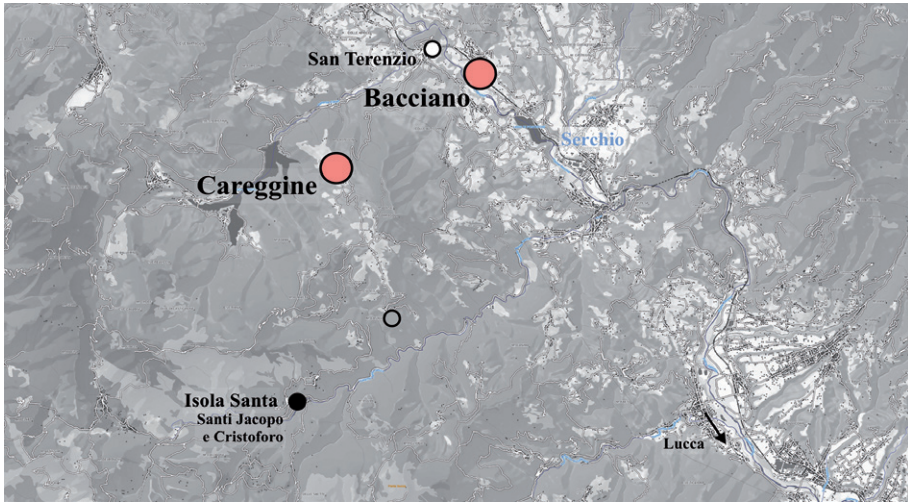 San Terenzio
Bacciano
Serchio
Careggine
Isola Santa
Santi Jacopo
e Cristoforo
Lucca